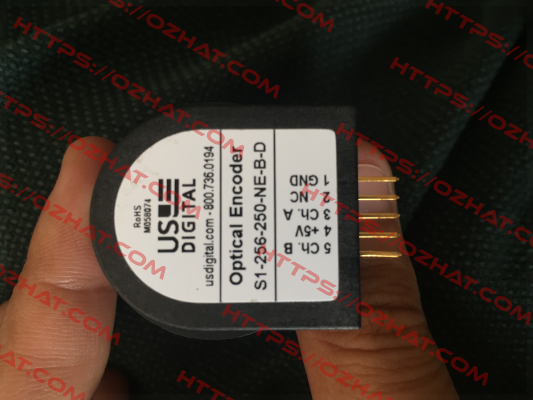 RoHS
M058074
US
DIGITAL
usdigital.com - 800.736.0194
Optical Encoder
S1-256-250-NE-B-D
5 Ch. B
4 +5V
3 Ch. A
2 NC
1 GND
HTTPS://OZHAT.COM